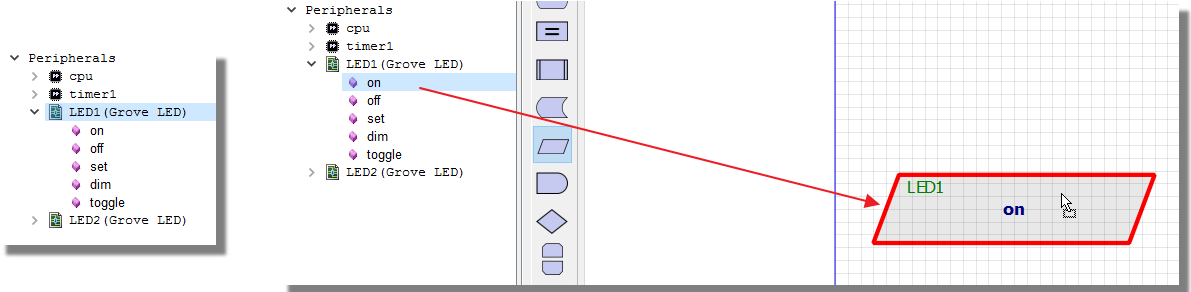 Peripherals
cpu
timer1
LED1(Grove LED)
on
off
set
dim
toggle
LED2(Grove LED)
Peripherals
cpu
timer1
LED1(Grove LED)
on
off
set
dim
toggle
LED2(Grove LED)
LED1
on